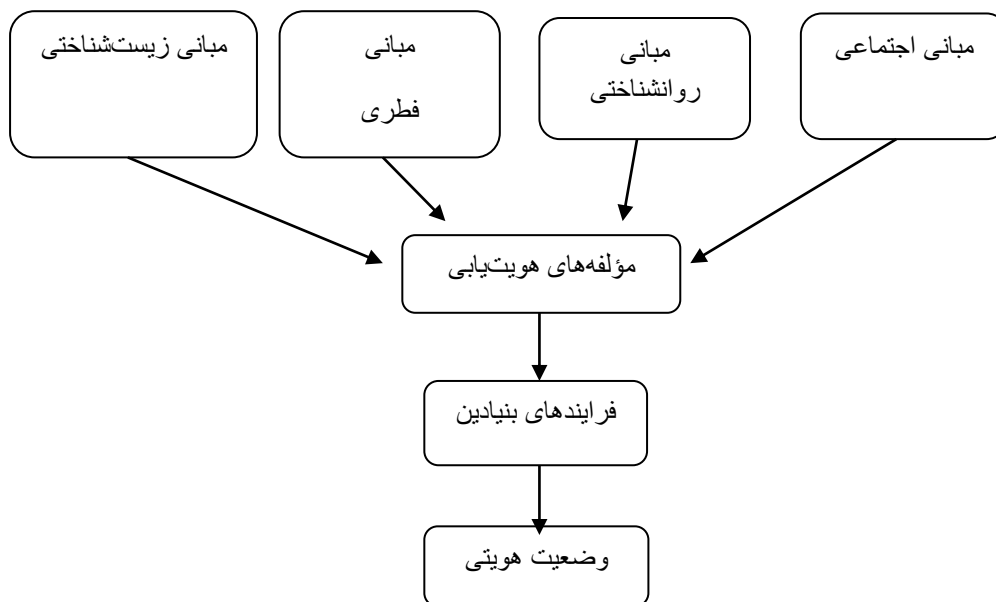 مبانی اجتماعی
مبانی
روانشناختی
مبانی
فطری
مبانی زیست‌شناختی
مؤلفه‌های هویت‌یابی
فرایندهای بنیادین
وضعیت هویتی